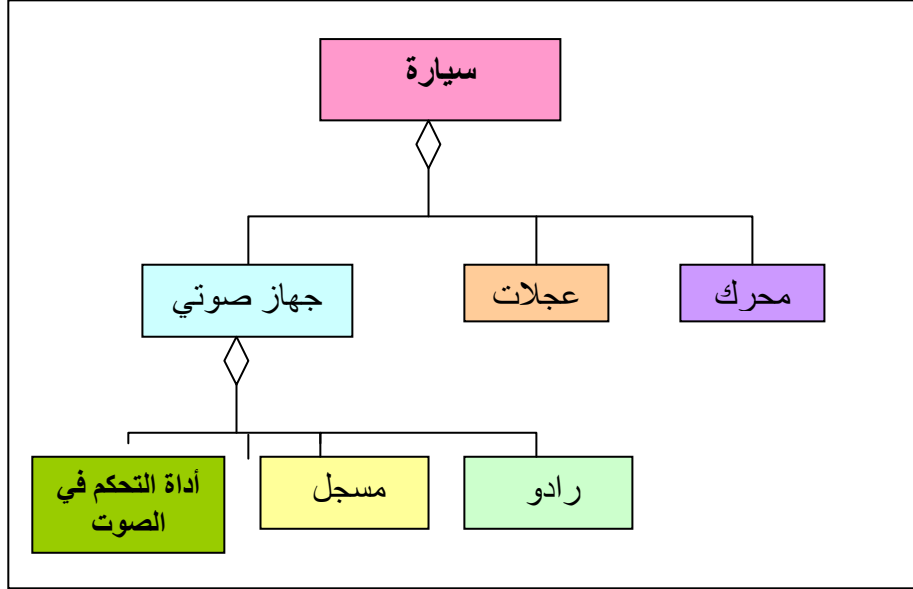 سيارة
محرك
عجلات
جهاز صوتي
رادو
مسجل
أداة التحكم في
الصوت